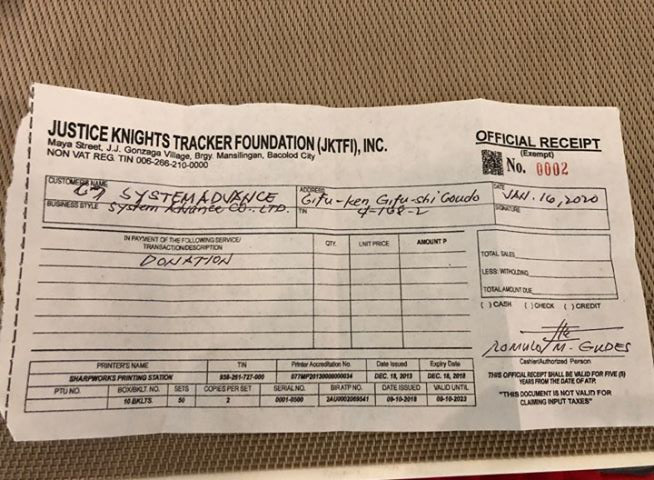 JUSTICE KNIGHTS TRACKER FOUNDATION (JKTFI), INC.
Maya Street, J.J. Gonzaga Village, Brgy. Mansilingan, Bacolod City
NON VAT REG. TIN 006-266-210-0000
OFFICIAL RECEIPT
(Exempt)
No. 0002
CUSTOMER'S NAME SYSTEM ADVANCE
BUSINESS STYLE System Advance CO., LTD.
ADDRESS Gifu-ken, Gifu-shi Goudo
TIN 4-168-2
DATE JAN. 16, 2020
SIGNATURE
IN PAYMENT OF THE FOLLOWING SERVICE/
TRANSACTION/DESCRIPTION QTY. UNIT PRICE AMOUNT P
DONATION
TOTAL SALES
LESS: WITHOLDING
TOTAL AMOUNT DUE
( ) CASH ( ) CHECK ( ) CREDIT
ROMULO M. GUDES
Cashier/Authorized Person
THIS OFFICIAL RECEIPT SHALL BE VALID FOR FIVE (5)
YEARS FROM THE DATE OF ATP.
"THIS DOCUMENT IS NOT VALID FOR
CLAIMING INPUT TAXES"
PRINTER'S NAME TIN Printer Accreditation No. Date Issued Expiry Date
SHARPWORKS PRINTING STATION 938-251-727-000 DEC. 18, 2013 DEC. 18, 2018
PTU NO. BOX/BKLT. NO. SETS COPIES PER SET SERIAL NO. BIR ATP NO. DATE ISSUED VALID UNTIL
10 BKLTS. 50 2 0001-0500 2AU0002069541 09-10-2018 09-10-2023